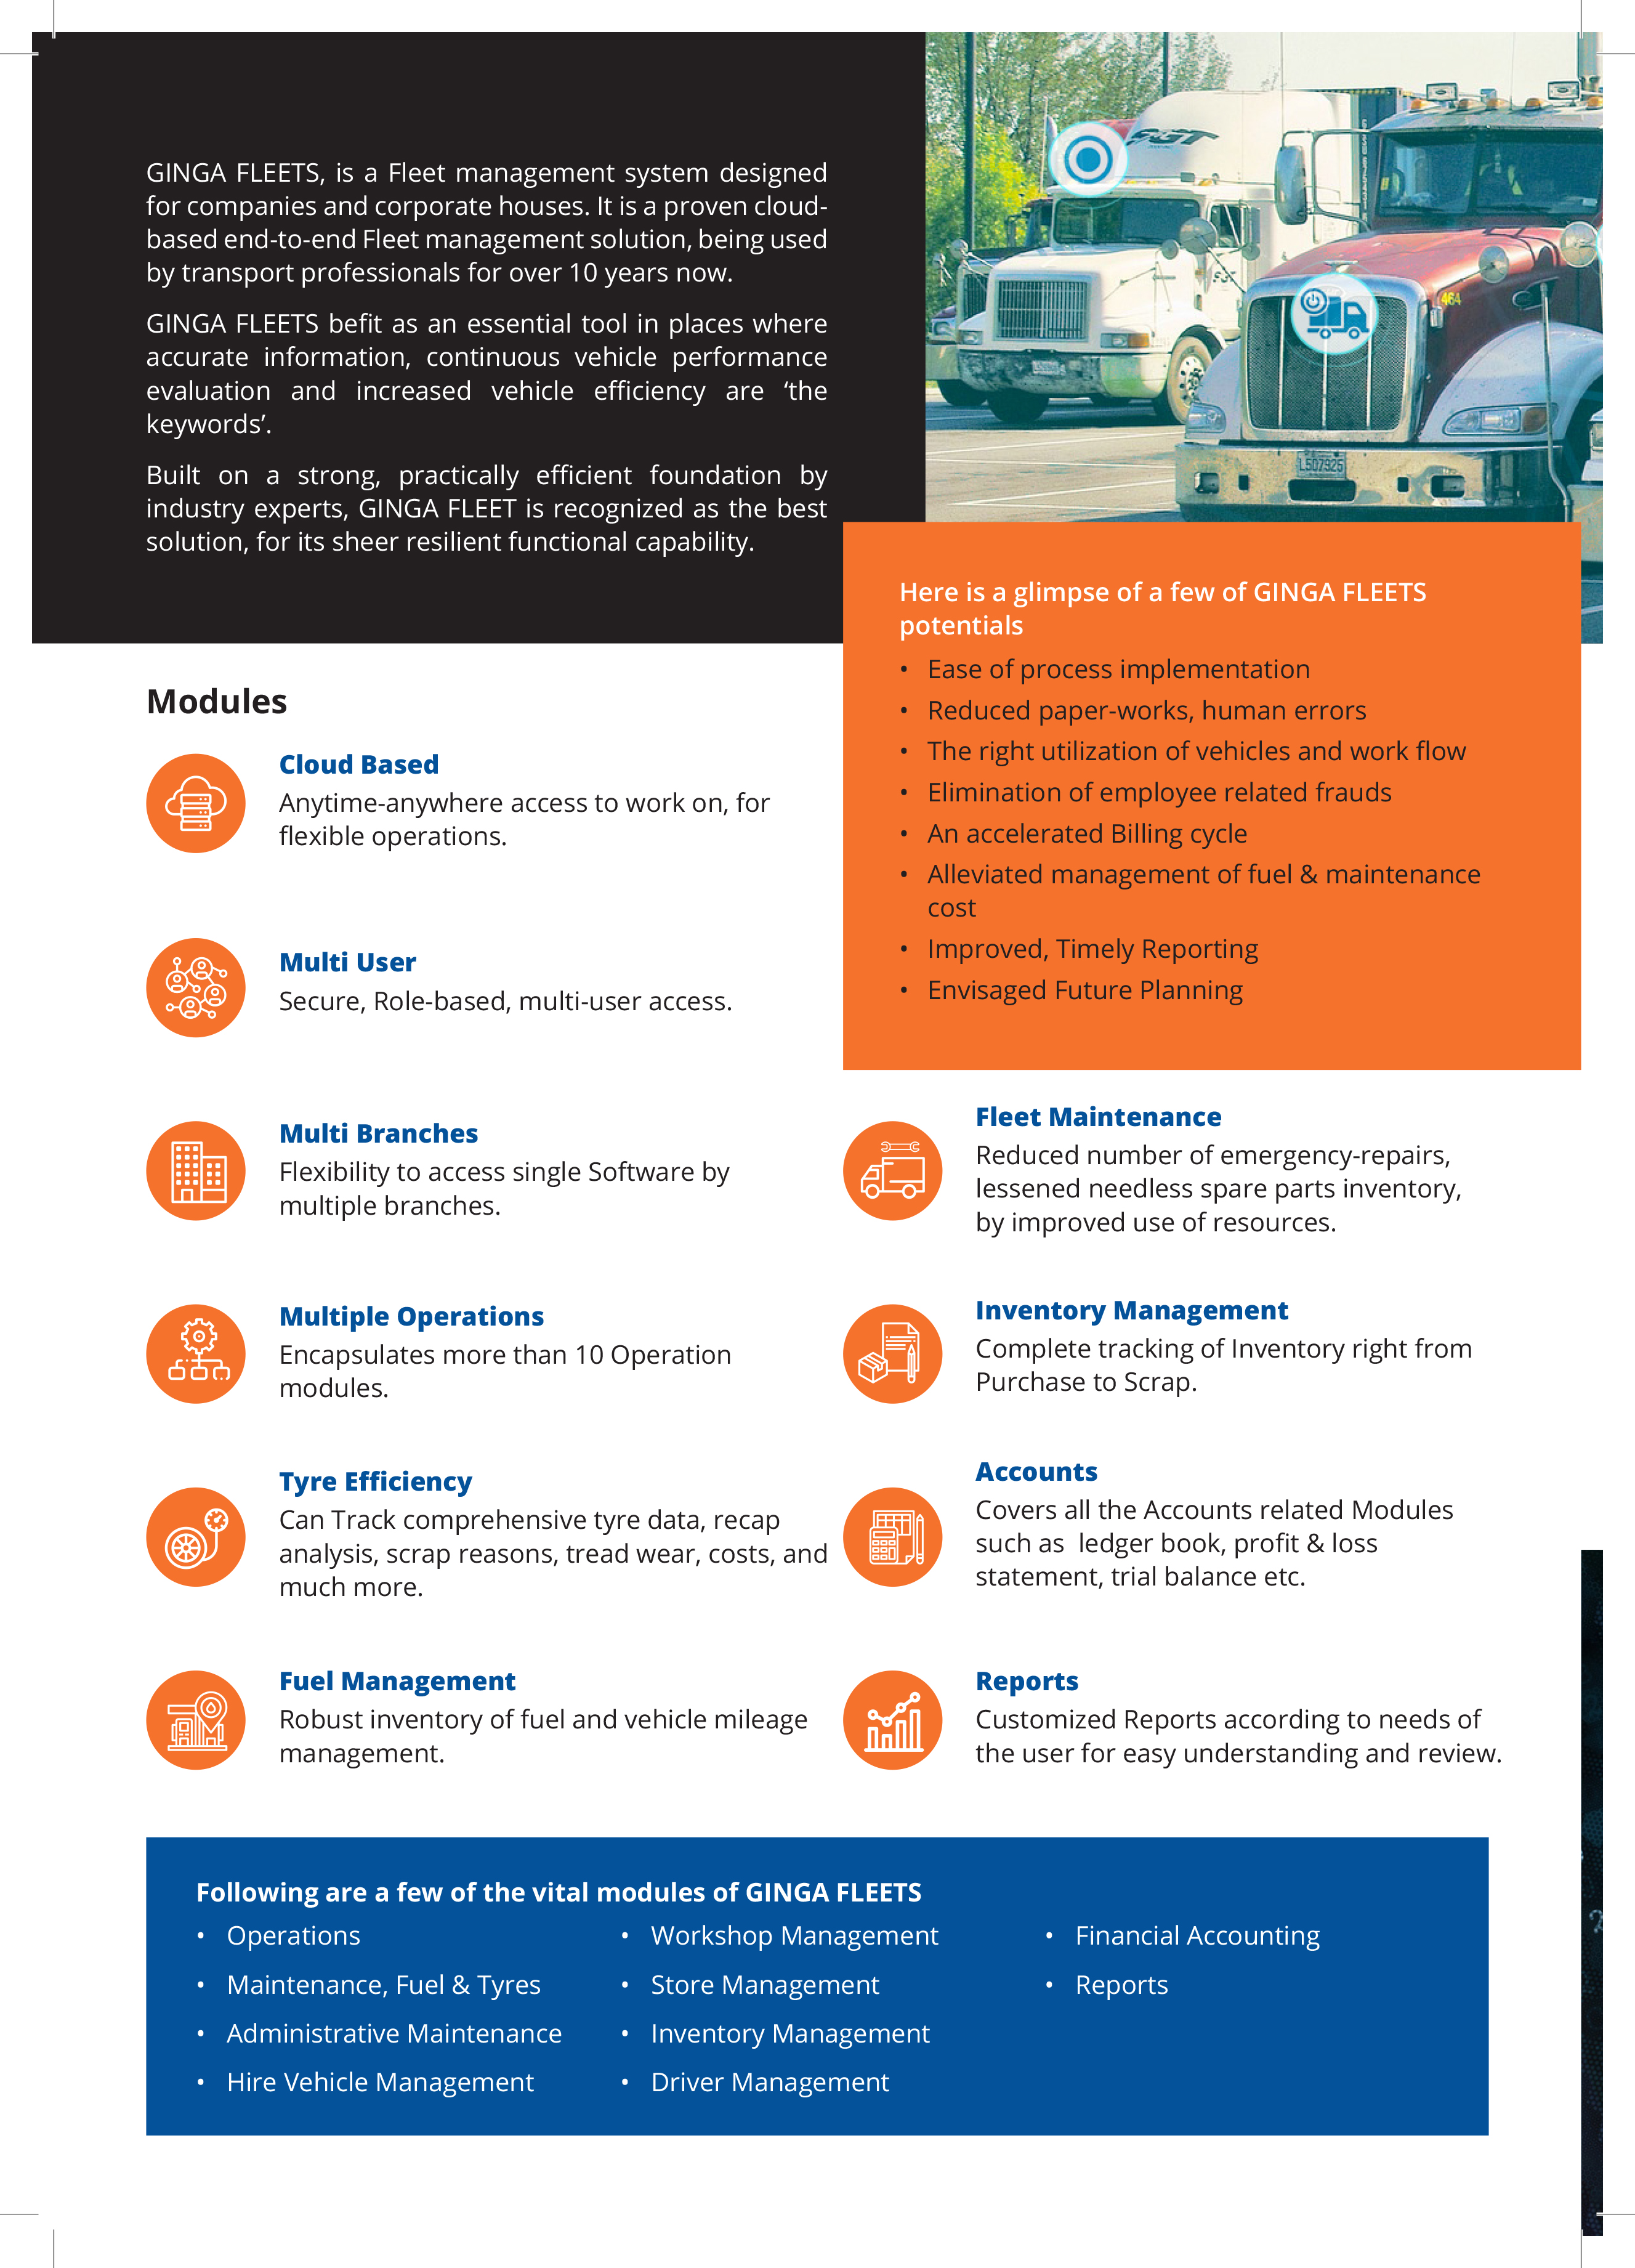 GINGA FLEETS, is a Fleet management system designed
for companies and corporate houses. It is a proven cloud-
based end-to-end Fleet management solution, being used
by transport professionals for over 10 years now.
GINGA FLEETS befit as an essential tool in places where
accurate information, continuous vehicle performance
evaluation and increased vehicle efficiency are ‘the
keywords’.
Built on a strong, practically efficient foundation by
industry experts, GINGA FLEET is recognized as the best
solution, for its sheer resilient functional capability.
SGT
SGT
464
L507925
Here is a glimpse of a few of GINGA FLEETS
potentials
• Ease of process implementation
• Reduced paper-works, human errors
• The right utilization of vehicles and work flow
• Elimination of employee related frauds
• An accelerated Billing cycle
• Alleviated management of fuel & maintenance
cost
• Improved, Timely Reporting
• Envisaged Future Planning
Modules
Cloud Based
Anytime-anywhere access to work on, for
flexible operations.
Multi User
Secure, Role-based, multi-user access.
Multi Branches
Flexibility to access single Software by
multiple branches.
Multiple Operations
Encapsulates more than 10 Operation
modules.
Tyre Efficiency
Can Track comprehensive tyre data, recap
analysis, scrap reasons, tread wear, costs, and
much more.
Fuel Management
Robust inventory of fuel and vehicle mileage
management.
Fleet Maintenance
Reduced number of emergency-repairs,
lessened needless spare parts inventory,
by improved use of resources.
Inventory Management
Complete tracking of Inventory right from
Purchase to Scrap.
Accounts
Covers all the Accounts related Modules
such as  ledger book, profit & loss
statement, trial balance etc.
Reports
Customized Reports according to needs of
the user for easy understanding and review.
Following are a few of the vital modules of GINGA FLEETS
• Operations
• Maintenance, Fuel & Tyres
• Administrative Maintenance
• Hire Vehicle Management
• Workshop Management
• Store Management
• Inventory Management
• Driver Management
• Financial Accounting
• Reports